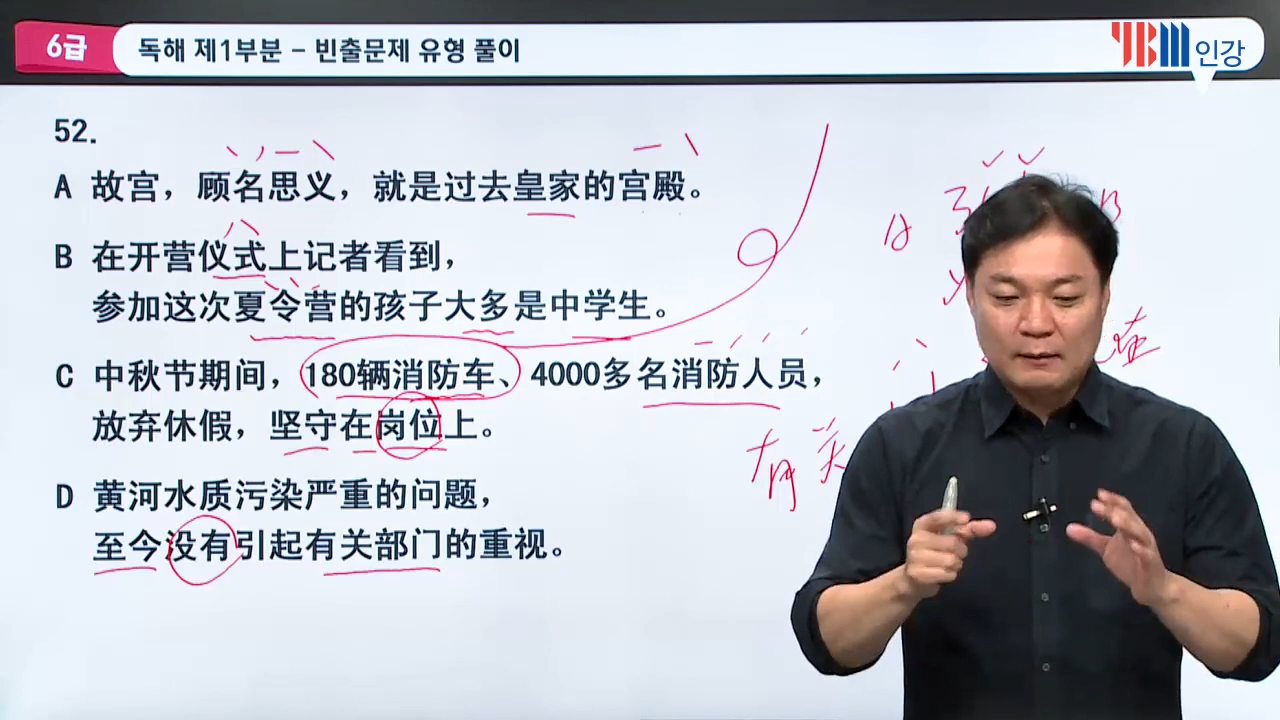 6급
독해 제1부분 – 빈출문제 유형 풀이
YBM 인강
52.
A 故宫，顾名思义，就是过去皇家的宫殿。
B 在开营仪式上记者看到，
参加这次夏令营的孩子大多是中学生。
C 中秋节期间，180辆消防车、4000多名消防人员，
放弃休假，坚守在岗位上。
D 黄河水质污染严重的问题，
至今没有引起有关部门的重视。
有关